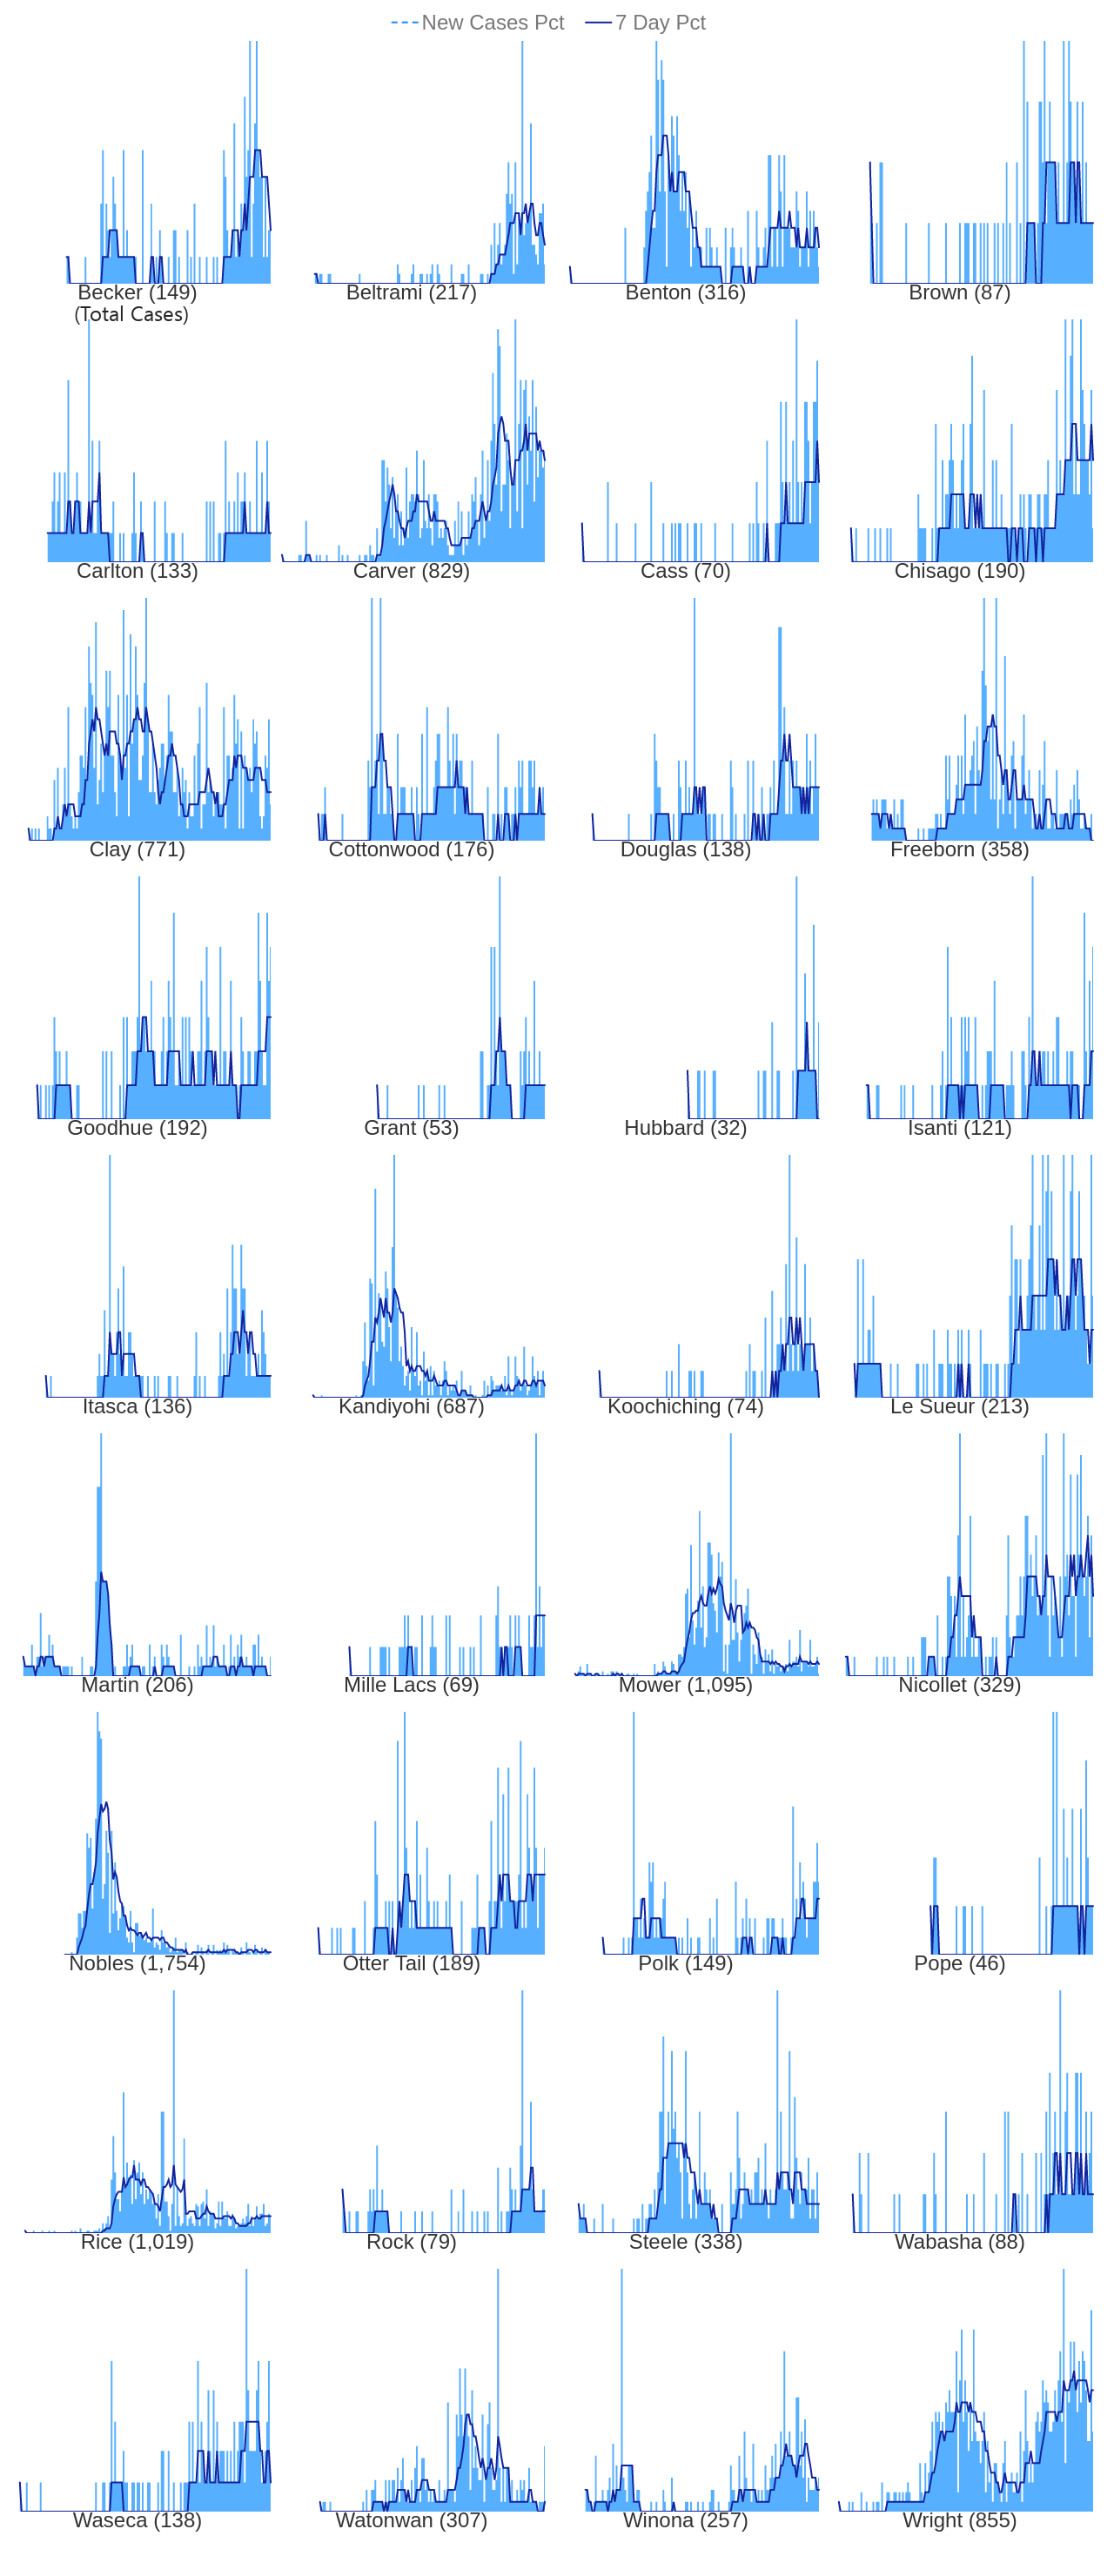 New Cases Pct 7 Day Pct
Becker (149) Beltrami (217) Benton (316) Brown (87)
(Total Cases)
Carlton (133) Carver (829) Cass (70) Chisago (190)
Clay (771) Cottonwood (176) Douglas (138) Freeborn (358)
Goodhue (192) Grant (53) Hubbard (32) Isanti (121)
Itasca (136) Kandiyohi (687) Koochiching (74) Le Sueur (213)
Martin (206) Mille Lacs (69) Mower (1,095) Nicollet (329)
Nobles (1,754) Otter Tail (189) Polk (149) Pope (46)
Rice (1,019) Rock (79) Steele (338) Wabasha (88)
Waseca (138) Watonwan (307) Winona (257) Wright (855)